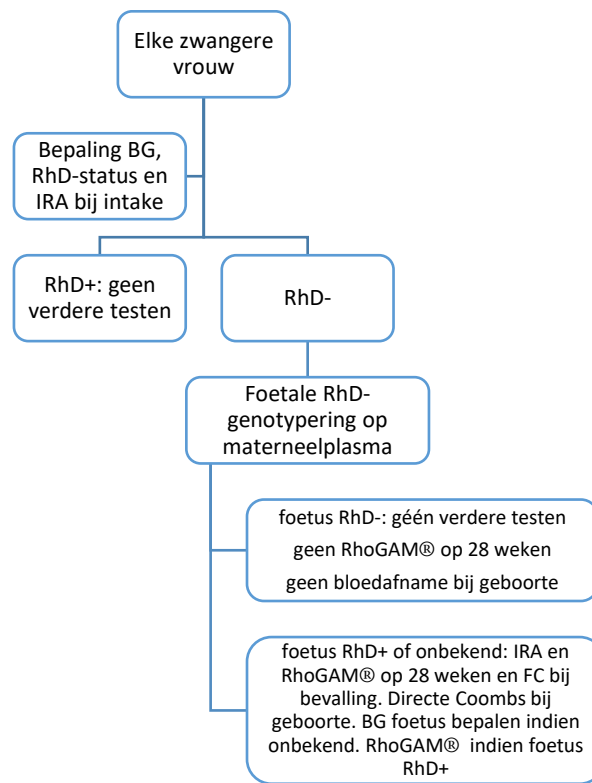 Elke zwangere
vrouw
Bepaling BG,
RhD-status en
IRA bij intake
RhD+: geen
verdere testen
RhD-
Foetale RhD-
genotypering op
materneelplasma
foetus RhD-: géén verdere testen
geen RhoGAM® op 28 weken
geen bloedafname bij geboorte
foetus RhD+ of onbekend: IRA en
RhoGAM® op 28 weken en FC bij
bevalling. Directe Coombs bij
geboorte. BG foetus bepalen indien
onbekend. RhoGAM® indien foetus
RhD+